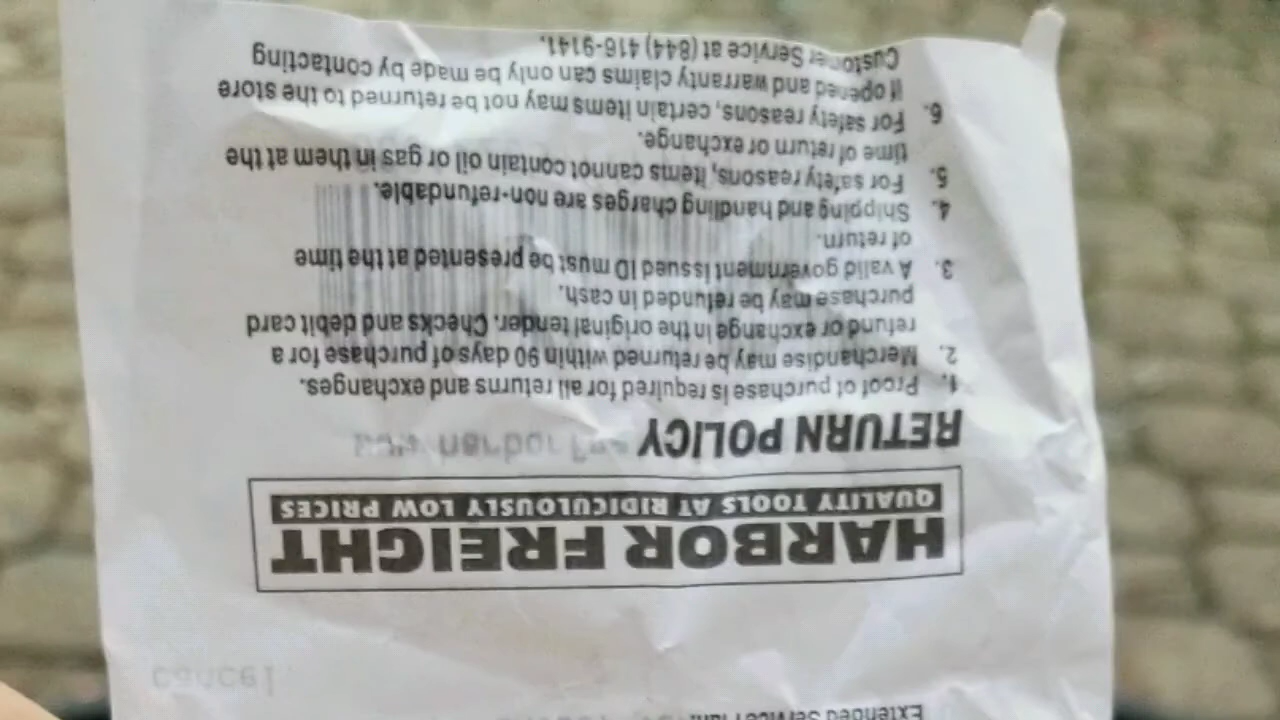 Extended Service Plan.
HARBOR FREIGHT
QUALITY TOOLS AT RIDICULOUSLY LOW PRICES
RETURN POLICY
1. Proof of purchase is required for all returns and exchanges.
2. Merchandise may be returned within 90 days of purchase for a
refund or exchange in the original tender. Checks and debit card
purchase may be refunded in cash.
3. A valid government issued ID must be presented at the time
of return.
4. Shipping and handling charges are non-refundable.
5. For safety reasons, items cannot contain oil or gas in them at the
time of return or exchange.
6. For safety reasons, certain items may not be returned to the store
if opened and warranty claims can only be made by contacting
Customer Service at (844) 416-9141.
cancel.